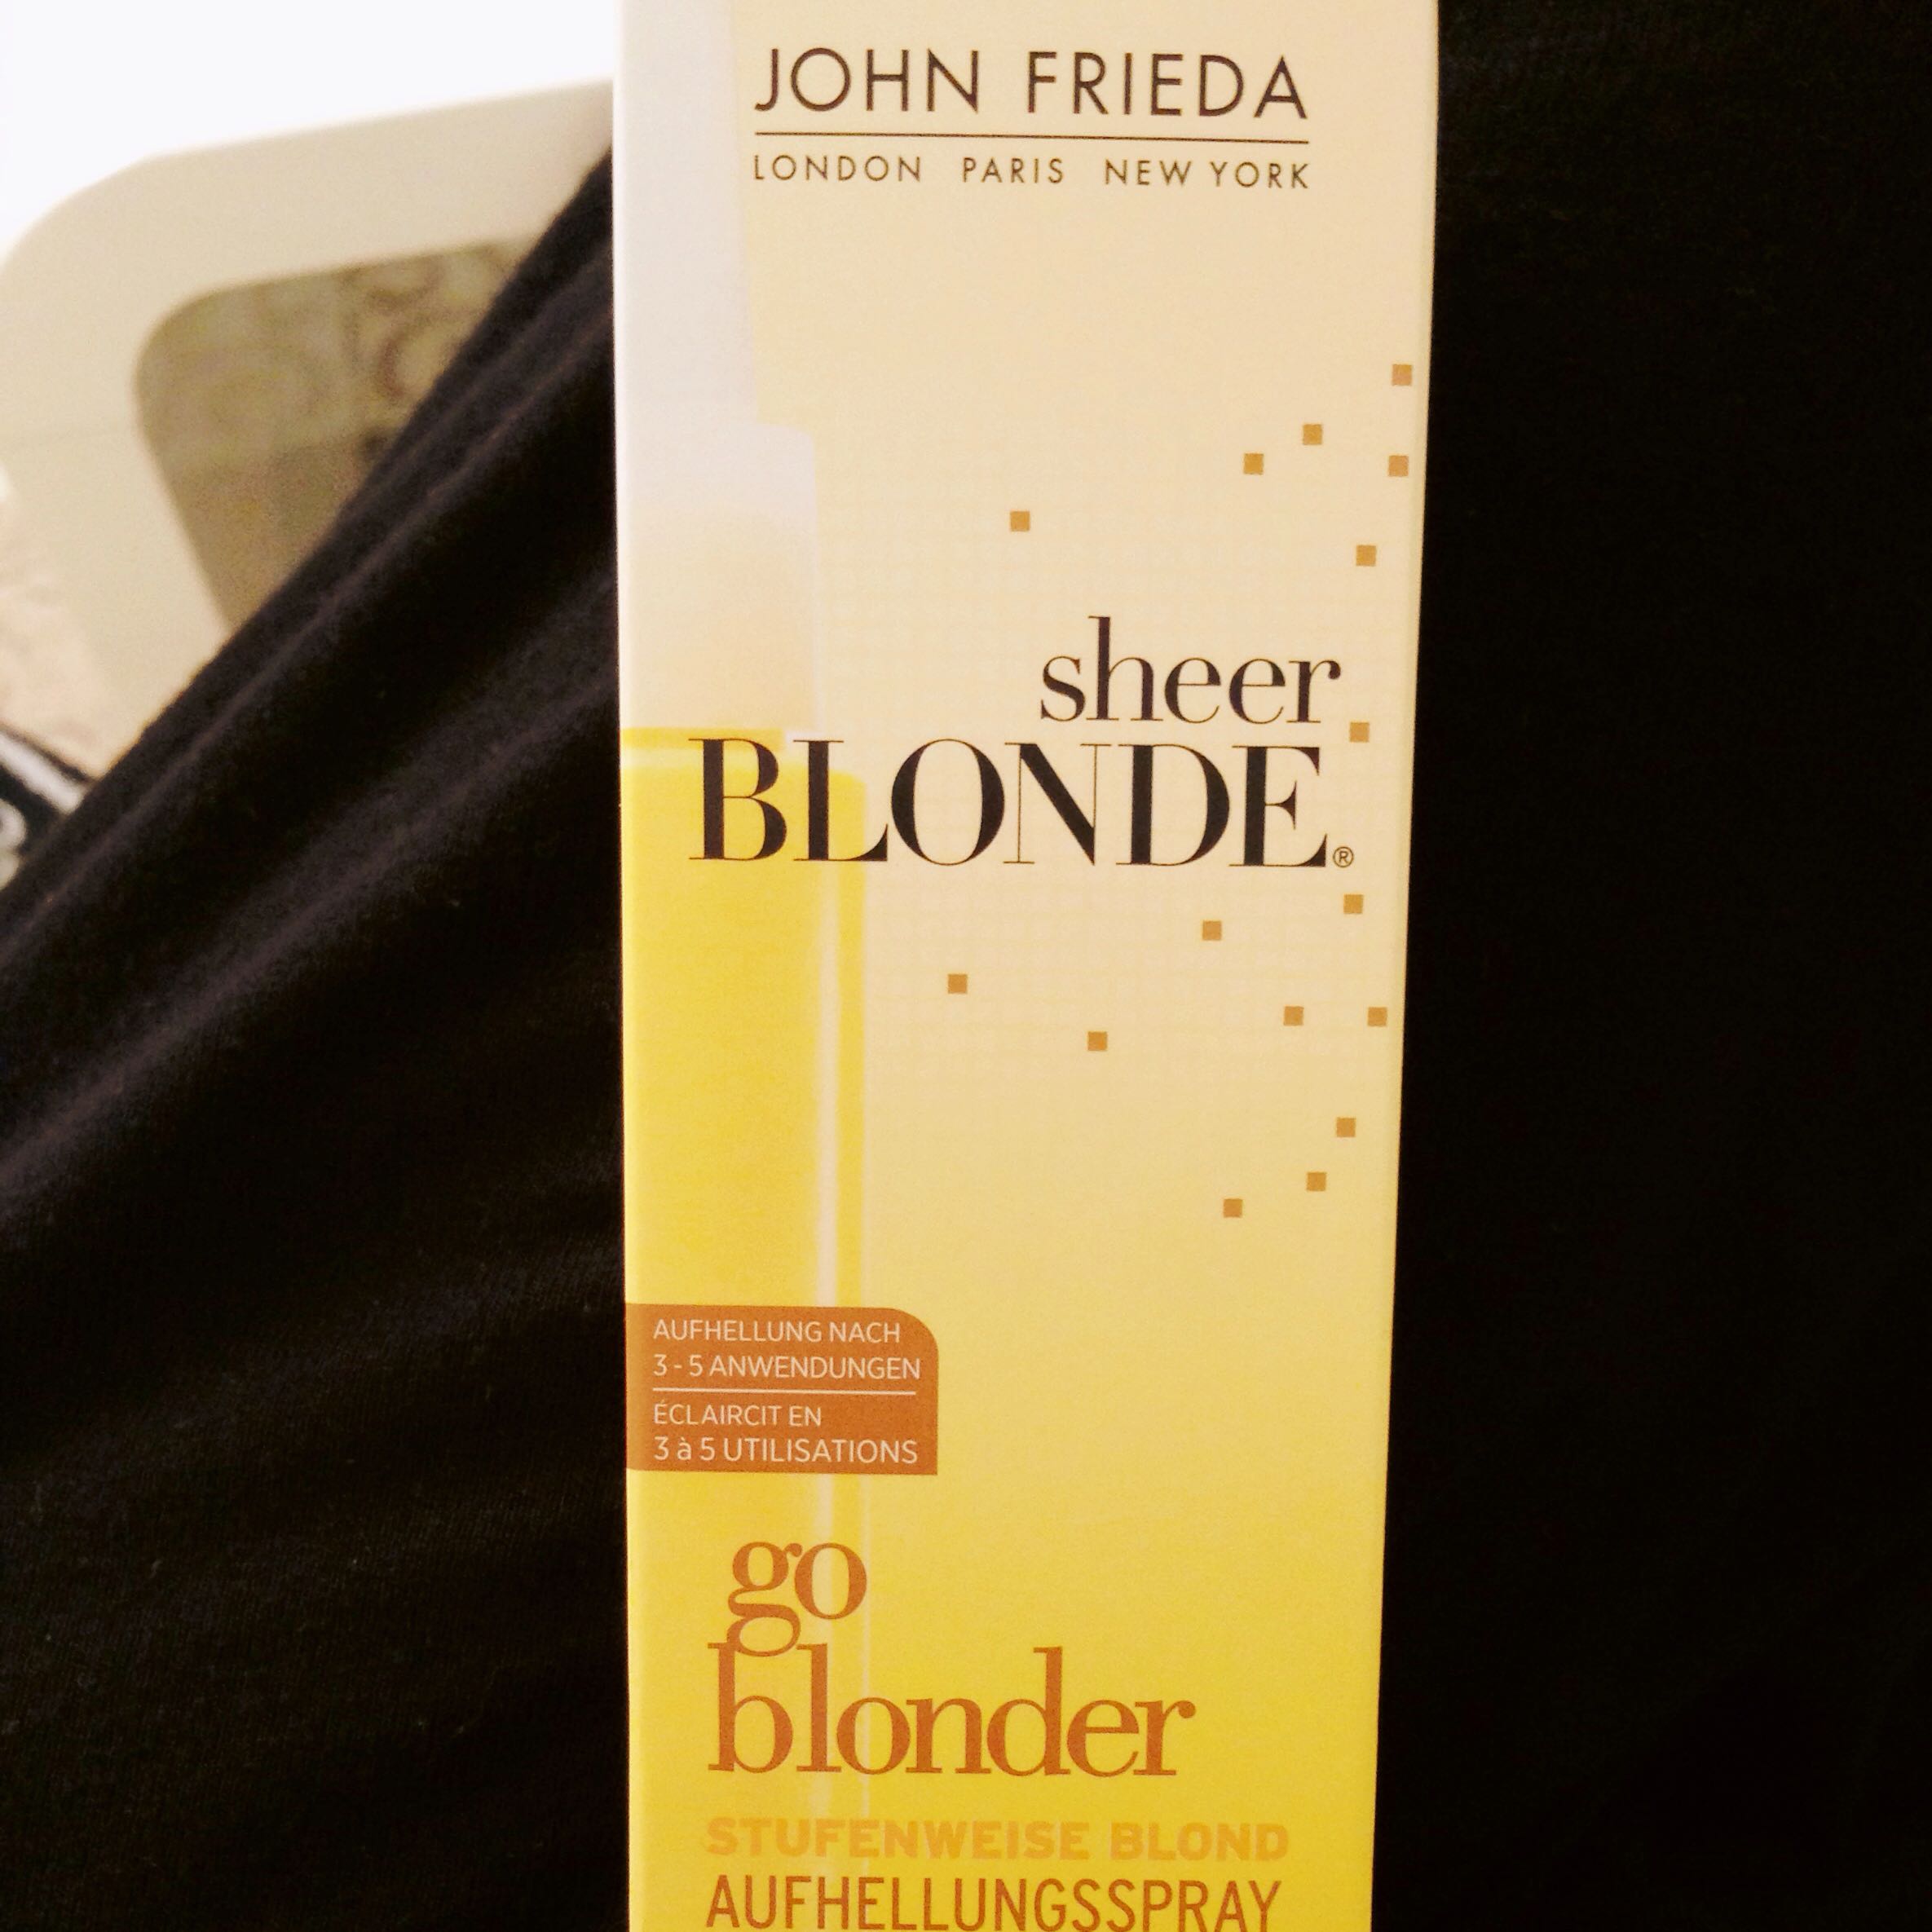 JOHN FRIEDA
LONDON PARIS NEW YORK
sheer
BLONDE®
AUFHELLUNG NACH
3 - 5 ANWENDUNGEN
ÉCLAIRCIT EN
3 à 5 UTILISATIONS
go
blonder
STUFENWEISE BLOND
AUFHELLUNGSSPRAY